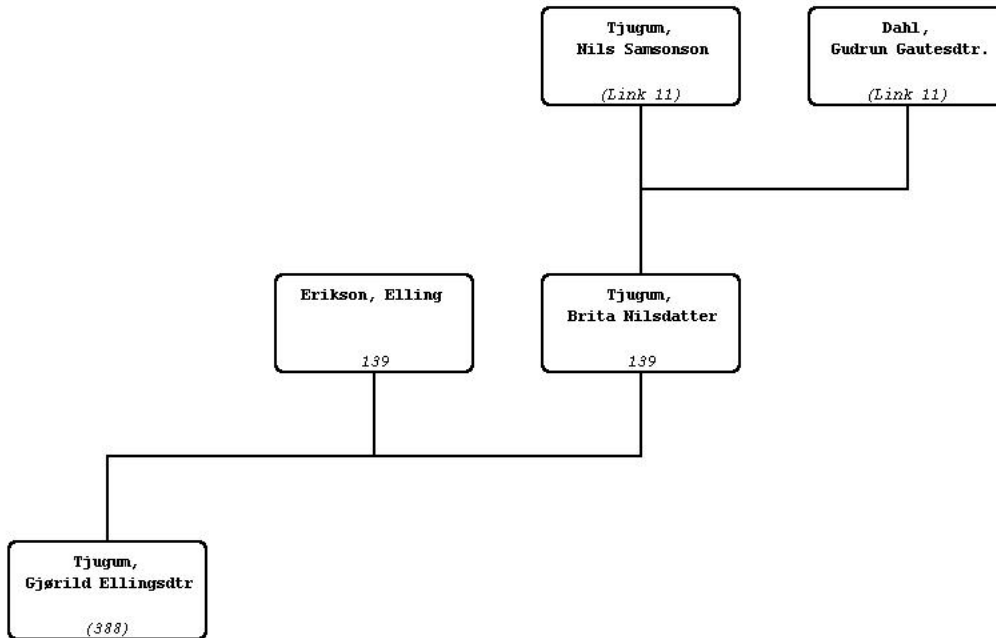 Tjugum,
Nils Samsonson
(Link 11)
Dahl,
Gudrun Gautesdtr.
(Link 11)
Erikson, Elling
139
Tjugum,
Brita Nilsdatter
139
Tjugum,
Gjørild Ellingsdtr
(388)